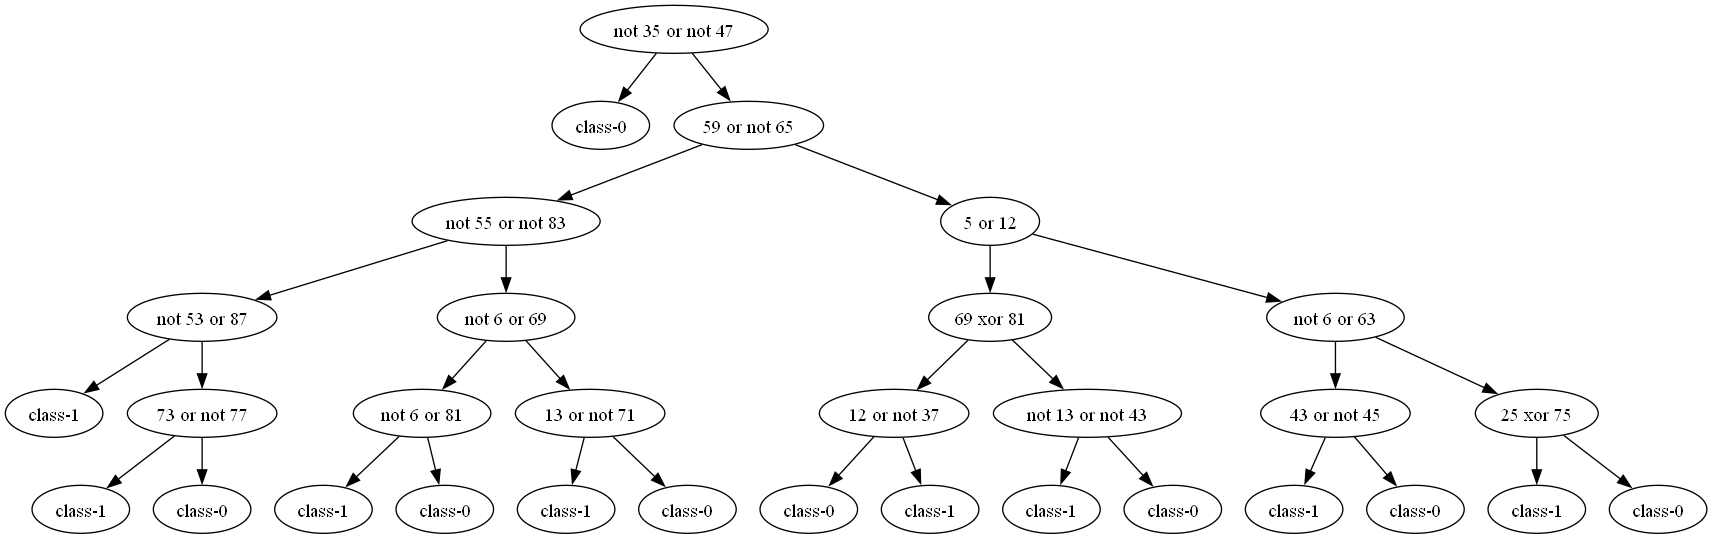 not 35 or not 47
class-0
59 or not 65
not 55 or not 83
5 or 12
not 53 or 87
not 6 or 69
69 xor 81
not 6 or 63
class-1
73 or not 77
not 6 or 81
13 or not 71
12 or not 37
not 13 or not 43
43 or not 45
25 xor 75
class-1
class-0
class-1
class-0
class-1
class-0
class-0
class-1
class-1
class-0
class-1
class-0
class-1
class-0